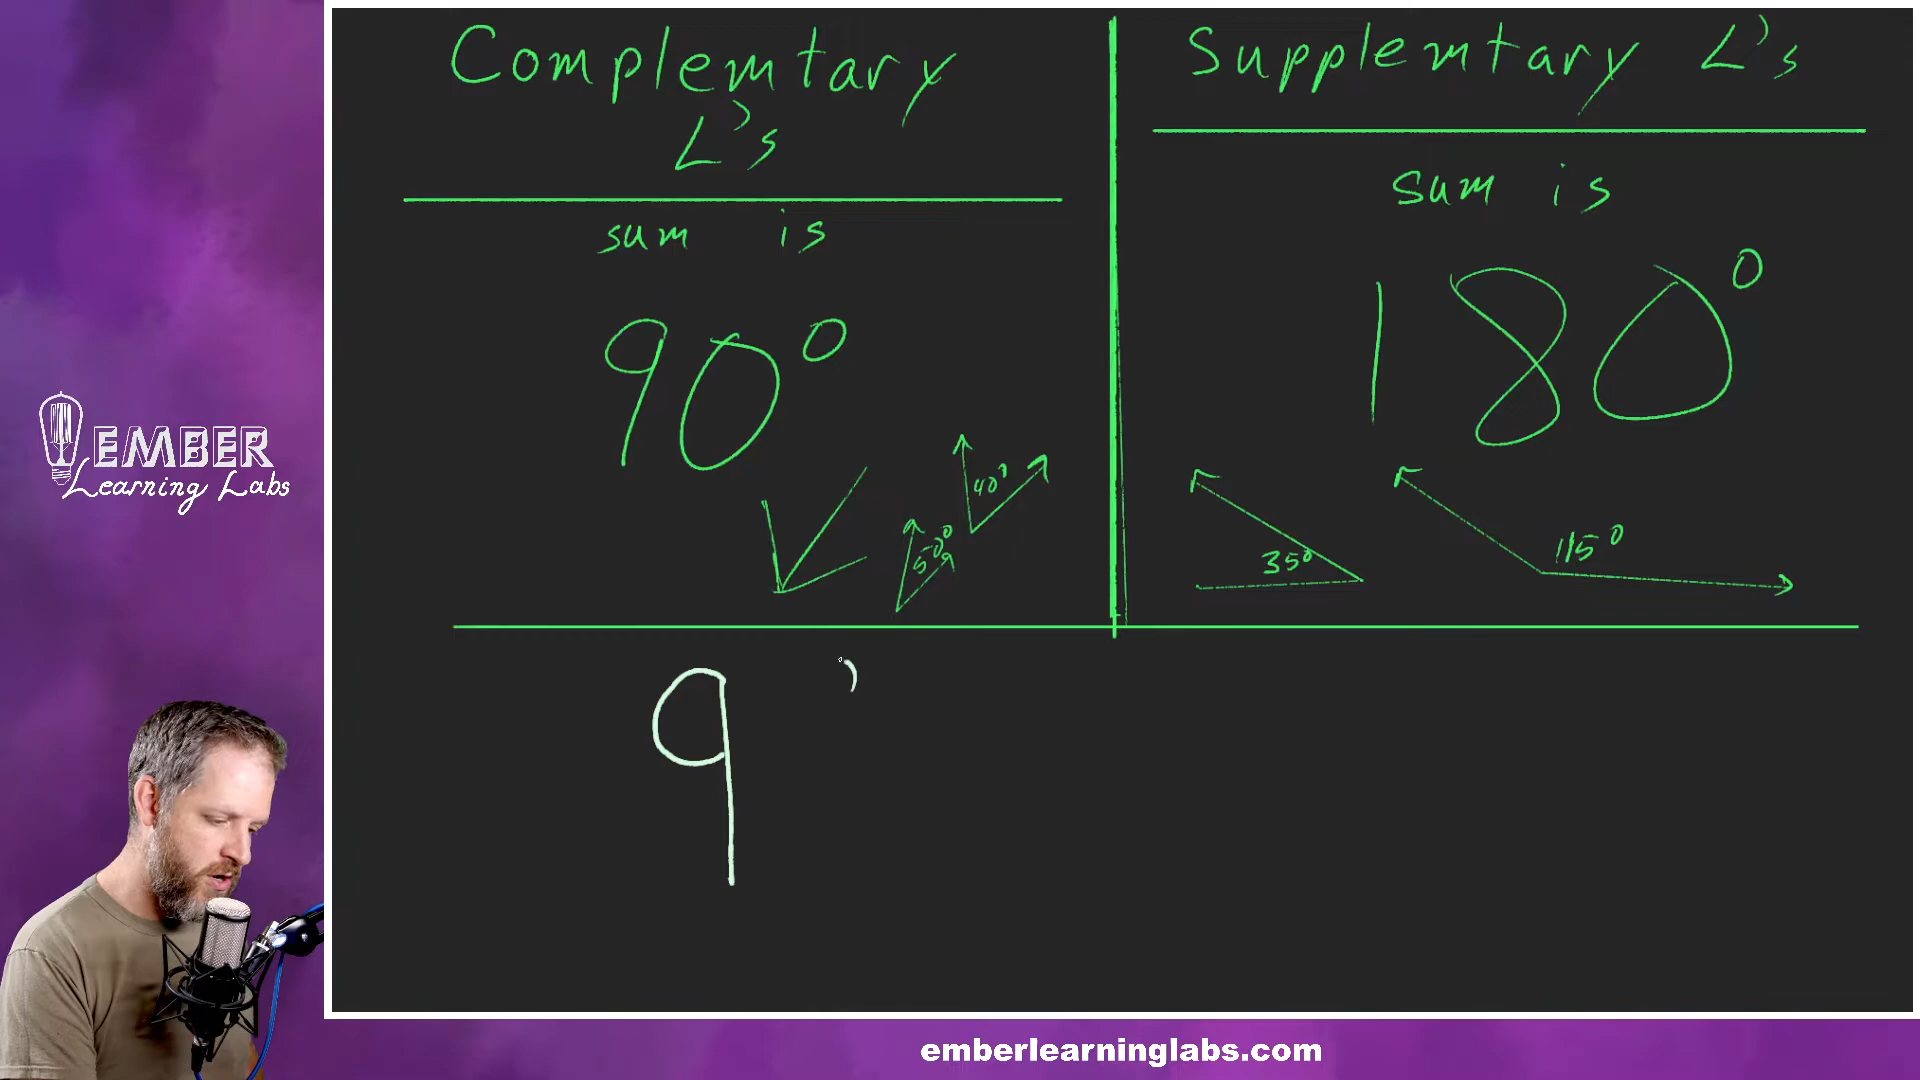 Complemtary
∠'s
sum is
90°
40°
50°
Supplemtary ∠'s
sum is
180°
35°
115°
9
EMBER
Learning Labs
emberlearninglabs.com